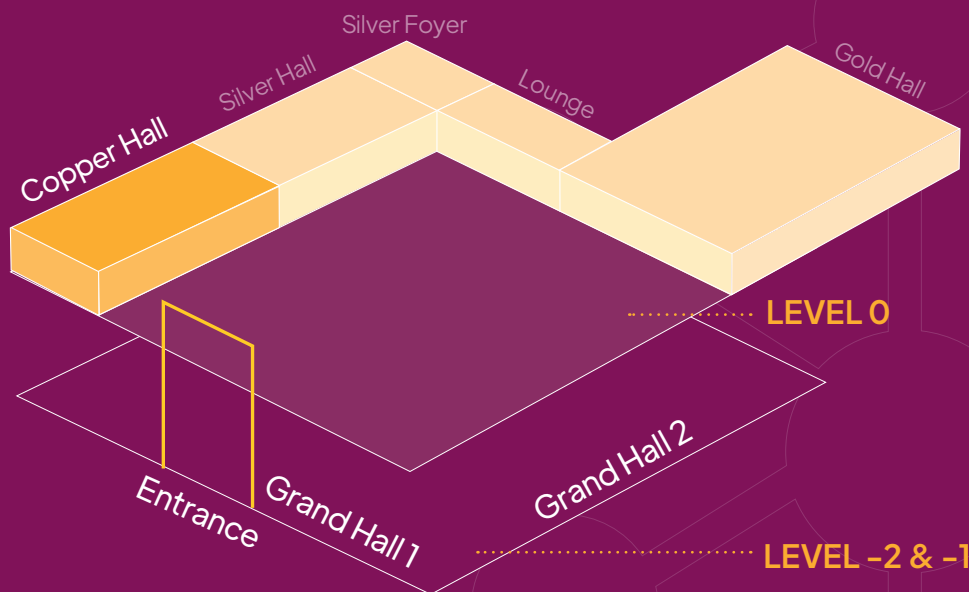 Silver Foyer
Silver Hall
Lounge
Gold Hall
Copper Hall
LEVEL 0
Grand Hall 2
Entrance
Grand Hall 1
LEVEL -2 & -1